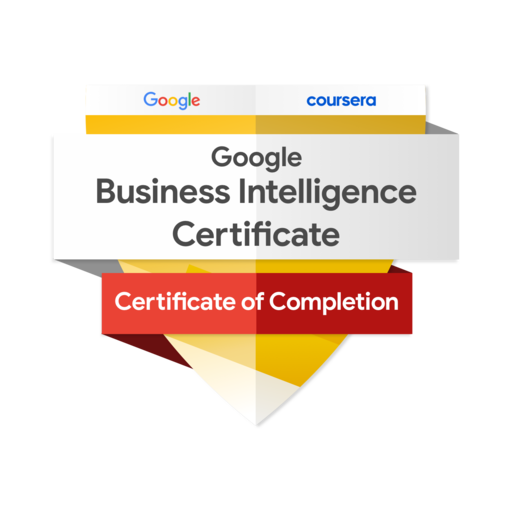 Google coursera
Google
Business Intelligence
Certificate
Certificate of Completion